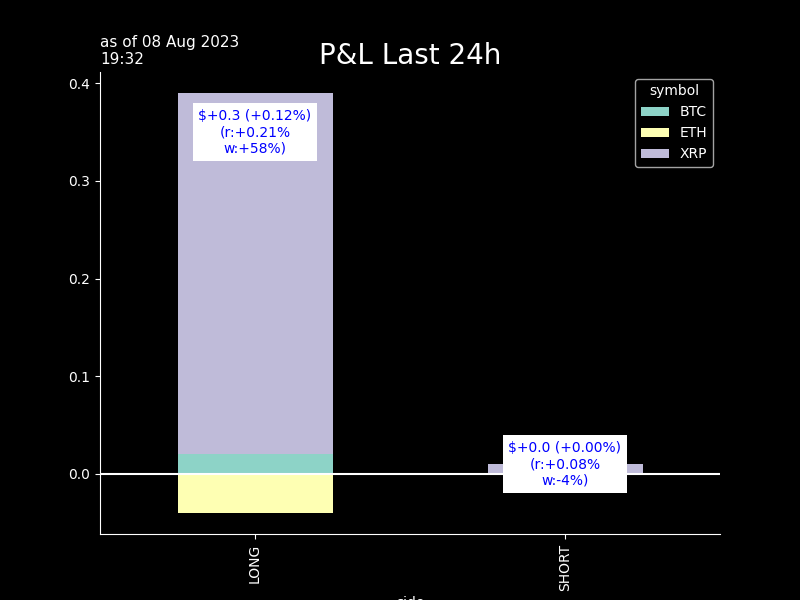 as of 08 Aug 2023
19:32
P&L Last 24h
symbol
BTC
ETH
XRP
0.4
0.3
0.2
0.1
0.0
$+0.3 (+0.12%)
(r:+0.21%
w:+58%)
$+0.0 (+0.00%)
(r:+0.08%
w:-4%)
LONG
SHORT
side